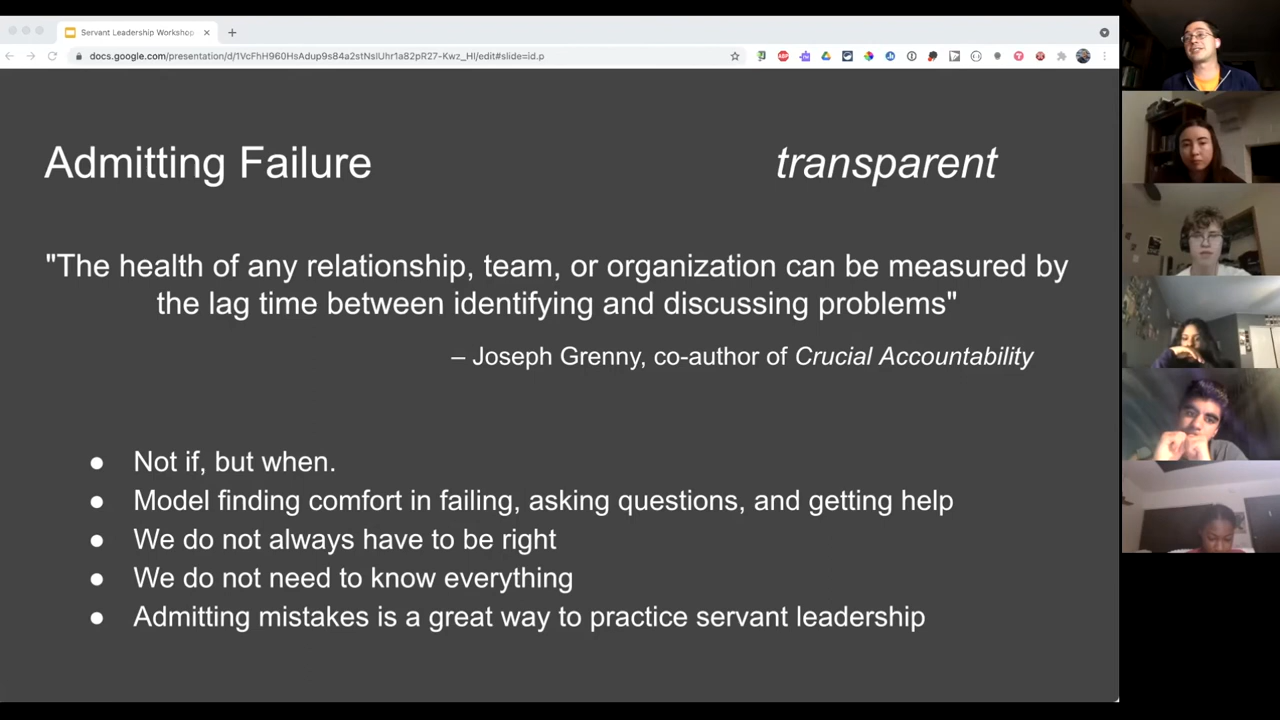 Servant Leadership Workshop
docs.google.com/presentation/d/1VcFhH960HsAdup9s84a2stNslUhr1a82pR27-Kwz_HI/edit#slide=id.p
Admitting Failure
transparent
"The health of any relationship, team, or organization can be measured by
the lag time between identifying and discussing problems"
– Joseph Grenny, co-author of Crucial Accountability
● Not if, but when.
● Model finding comfort in failing, asking questions, and getting help
● We do not always have to be right
● We do not need to know everything
● Admitting mistakes is a great way to practice servant leadership